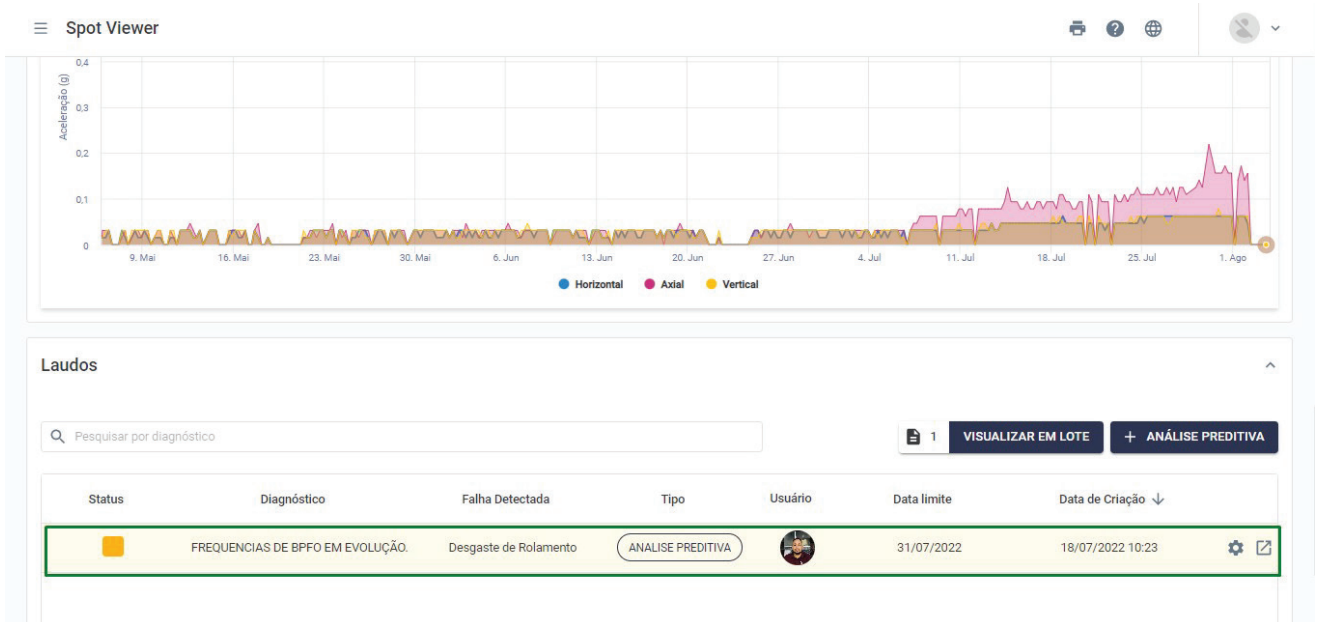 Spot Viewer
Aceleração (g)
0,4
0,3
0,2
0,1
0
9. Mai 16. Mai 23. Mai 30. Mai 6. Jun 13. Jun 20. Jun 27. Jun 4. Jul 11. Jul 18. Jul 25. Jul 1. Ago
Horizontal Axial Vertical
Laudos
Pesquisar por diagnóstico
1 VISUALIZAR EM LOTE + ANÁLISE PREDITIVA
Status Diagnóstico Falha Detectada Tipo Usuário Data limite Data de Criação
FREQUENCIAS DE BPFO EM EVOLUÇÃO. Desgaste de Rolamento ANALISE PREDITIVA 31/07/2022 18/07/2022 10:23